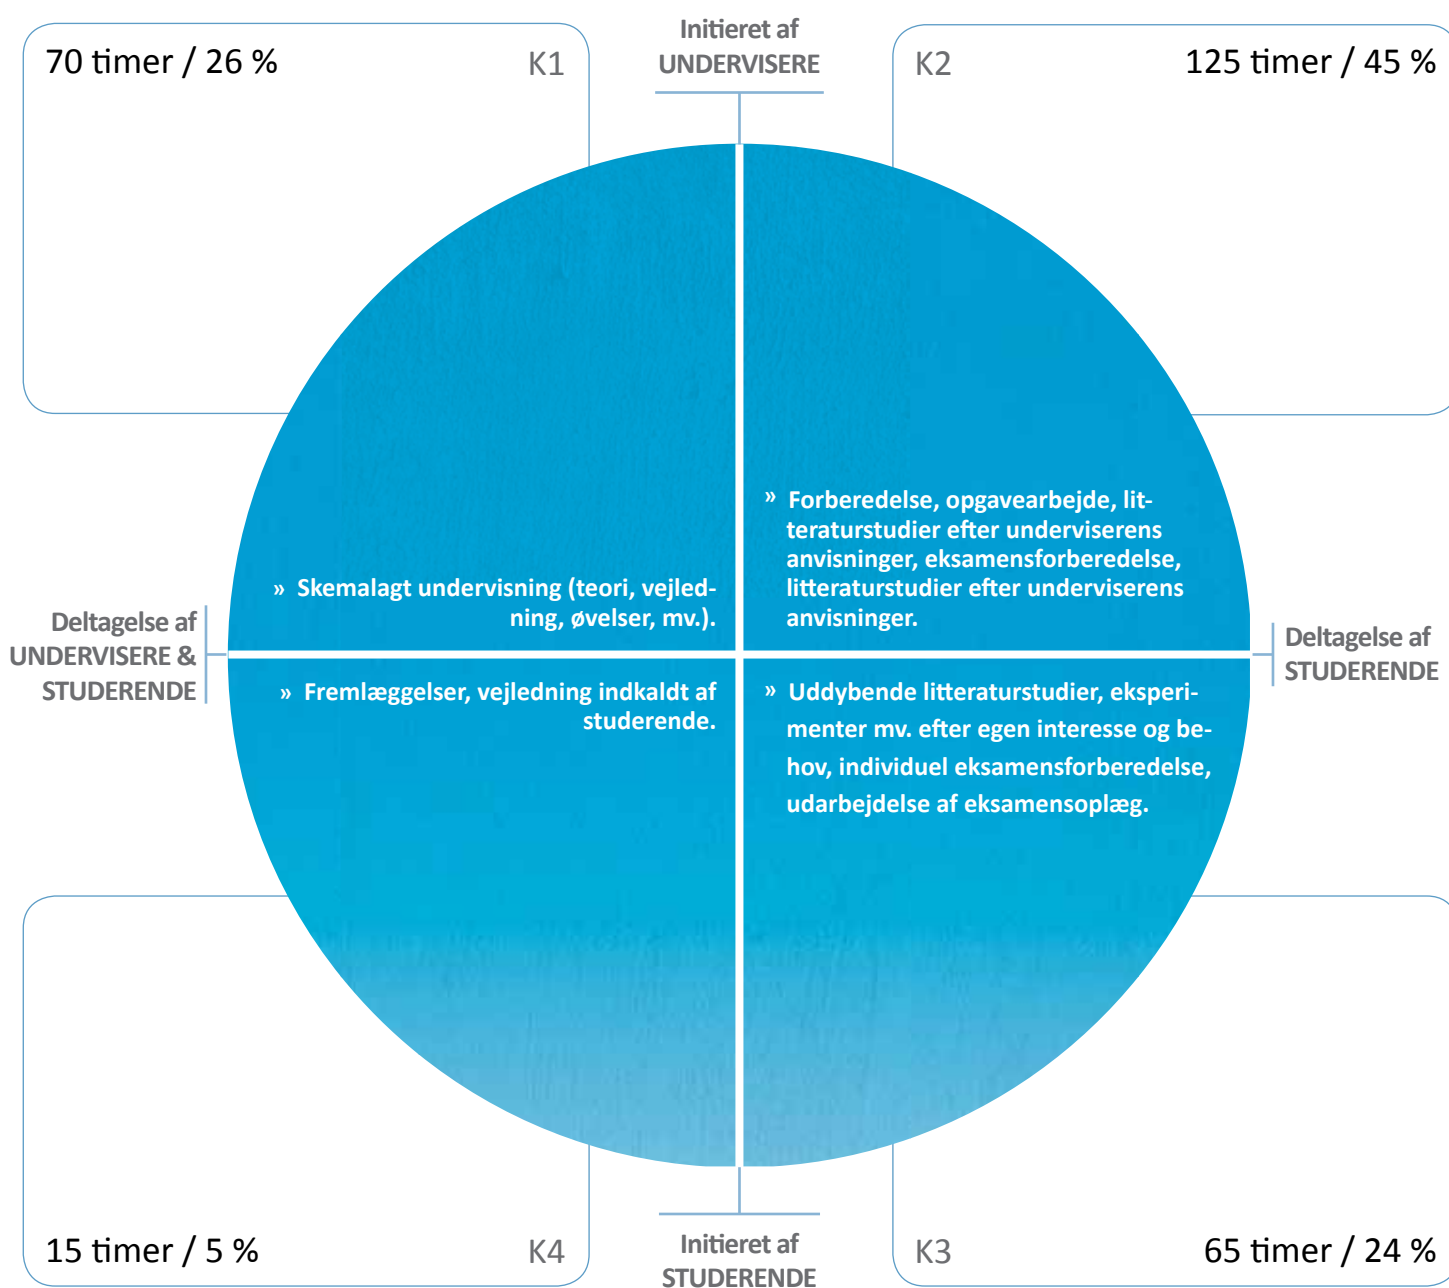 70 timer / 26 %
K1
Initieret af
UNDERVISERE
K2
125 timer / 45 %
» Skemalagt undervisning (teori, vejled-
ning, øvelser, mv.).
» Forberedelse, opgavearbejde, lit-
teraturstudier efter underviserens
anvisninger, eksamensforberedelse,
litteraturstudier efter underviserens
anvisninger.
Deltagelse af
UNDERVISERE &
STUDERENDE
Deltagelse af
STUDERENDE
» Fremlæggelser, vejledning indkaldt af
studerende.
» Uddybende litteraturstudier, eksperi-
menter mv. efter egen interesse og be-
hov, individuel eksamensforberedelse,
udarbejdelse af eksamensoplæg.
15 timer / 5 %
K4
Initieret af
STUDERENDE
K3
65 timer / 24 %